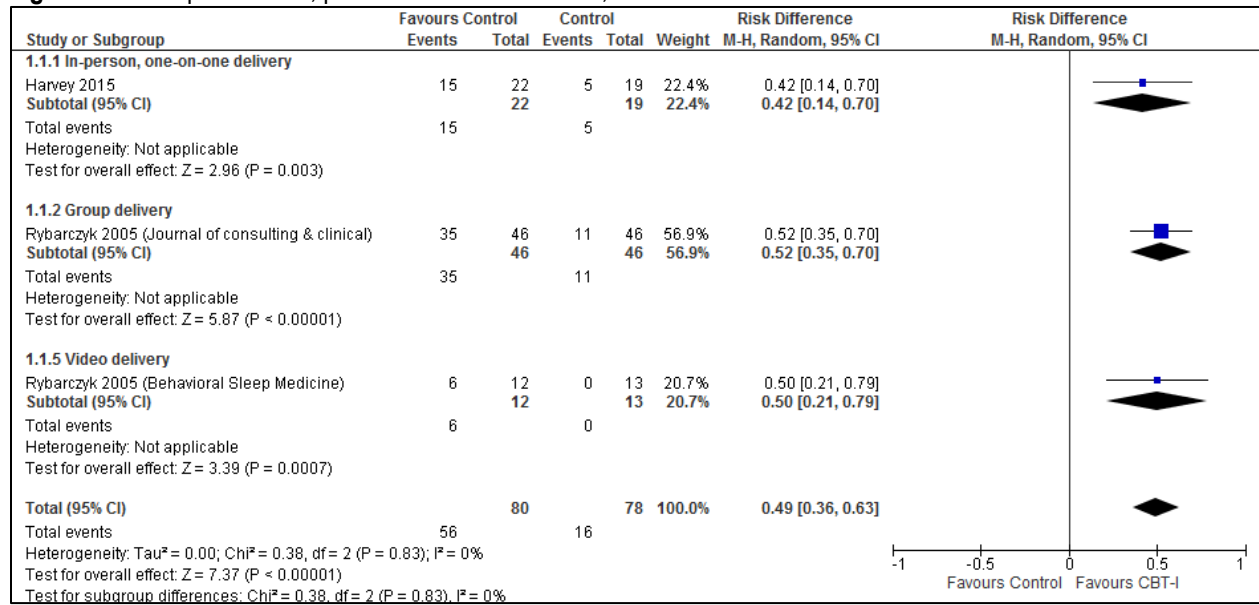 Favours Control Control Risk Difference Risk Difference
Study or Subgroup Events Total Events Total Weight M-H, Random, 95% CI M-H, Random, 95% CI
1.1.1 In-person, one-on-one delivery
Harvey 2015 15 22 5 19 22.4% 0.42 [0.14, 0.70]
Subtotal (95% CI) 22 19 22.4% 0.42 [0.14, 0.70]
Total events 15 5
Heterogeneity: Not applicable
Test for overall effect: Z = 2.96 (P = 0.003)
1.1.2 Group delivery
Rybarczyk 2005 (Journal of consulting & clinical) 35 46 11 46 56.9% 0.52 [0.35, 0.70]
Subtotal (95% CI) 46 46 56.9% 0.52 [0.35, 0.70]
Total events 35 11
Heterogeneity: Not applicable
Test for overall effect: Z = 5.87 (P < 0.00001)
1.1.5 Video delivery
Rybarczyk 2005 (Behavioral Sleep Medicine) 6 12 0 13 20.7% 0.50 [0.21, 0.79]
Subtotal (95% CI) 12 13 20.7% 0.50 [0.21, 0.79]
Total events 6 0
Heterogeneity: Not applicable
Test for overall effect: Z = 3.39 (P = 0.0007)
Total (95% CI) 80 78 100.0% 0.49 [0.36, 0.63]
Total events 56 16
Heterogeneity: Tau² = 0.00; Chi² = 0.38, df = 2 (P = 0.83); I² = 0%
Test for overall effect: Z = 7.37 (P < 0.00001)
Test for subgroup differences: Chi² = 0.38, df = 2 (P = 0.83), I² = 0%
-1 -0.5 0 0.5 1
Favours Control Favours CBT-I